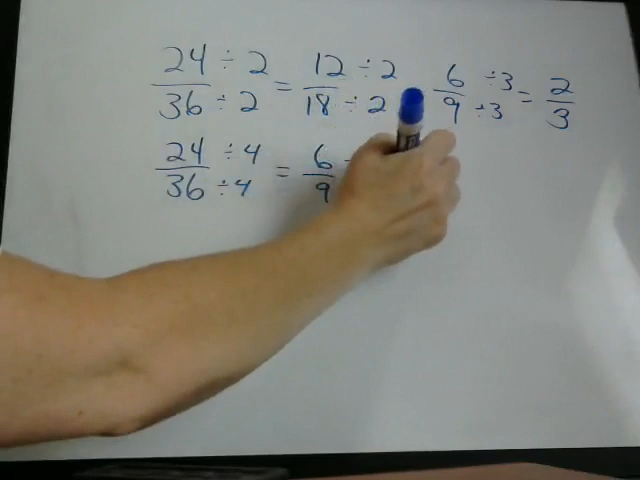 24 ÷ 2 = 12 ÷ 2 6 ÷3 = 2
36 ÷ 2 18 ÷ 2 9 ÷3 3
24 ÷4 = 6
36 ÷4 9